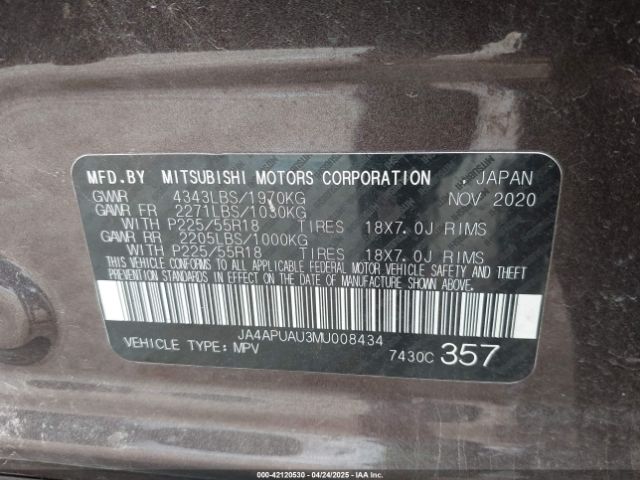 MFD.BY MITSUBISHI MOTORS CORPORATION , JAPAN
GVWR 4343LBS/1970KG NOV 2020
GAWR FR 2271LBS/1030KG
WITH P225/55R18 TIRES 18X7.0J RIMS
GAWR RR 2205LBS/1000KG
WITH P225/55R18 TIRES 18X7.0J RIMS
THIS VEHICLE CONFORMS TO ALL APPLICABLE FEDERAL MOTOR VEHICLE SAFETY AND THEFT
PREVENTION STANDARDS IN EFFECT ON THE DATE OF MANUFACTURE SHOWN ABOVE.
JA4APUAU3MU008434
VEHICLE TYPE: MPV 7430C 357
000-42120530 - 04/24/2025 - IAAI.COM